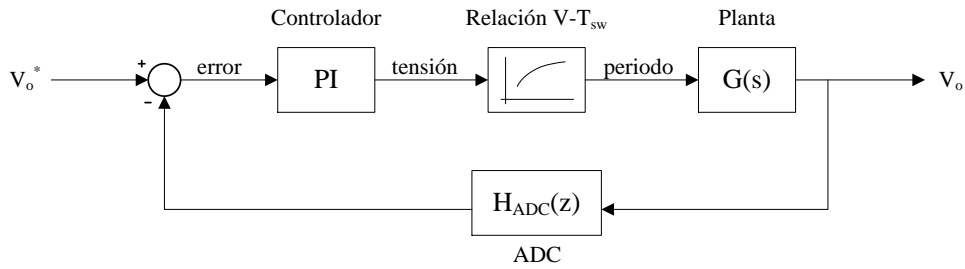 Controlador
Relación V-Tsw
Planta
Vo*
+
−
error
PI
tensión
periodo
G(s)
Vo
HADC(z)
ADC